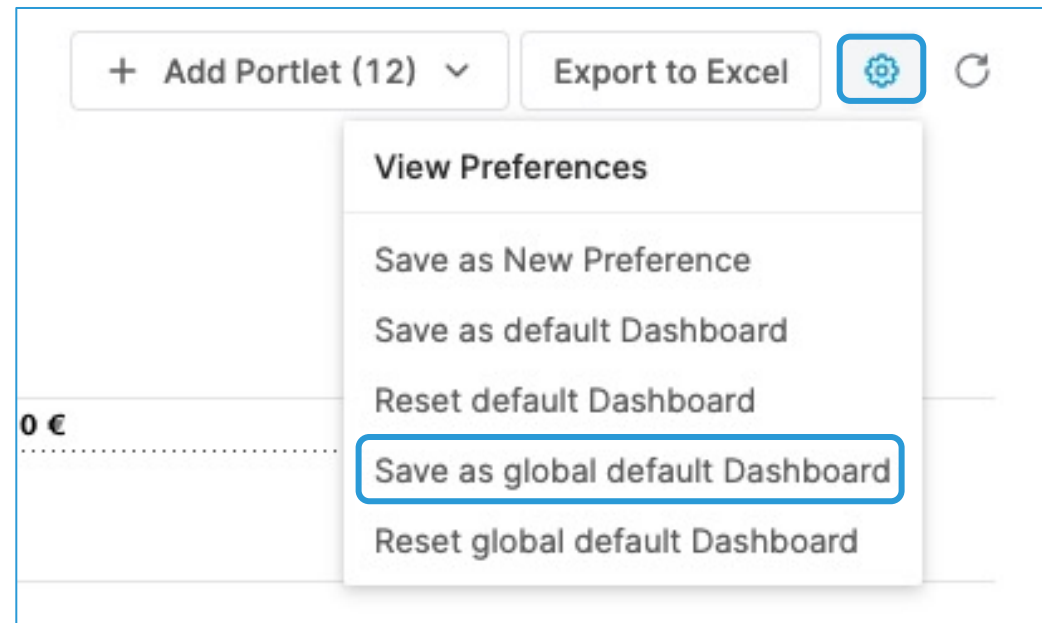 + Add Portlet (12)
Export to Excel
View Preferences
Save as New Preference
Save as default Dashboard
Reset default Dashboard
0 €
Save as global default Dashboard
Reset global default Dashboard